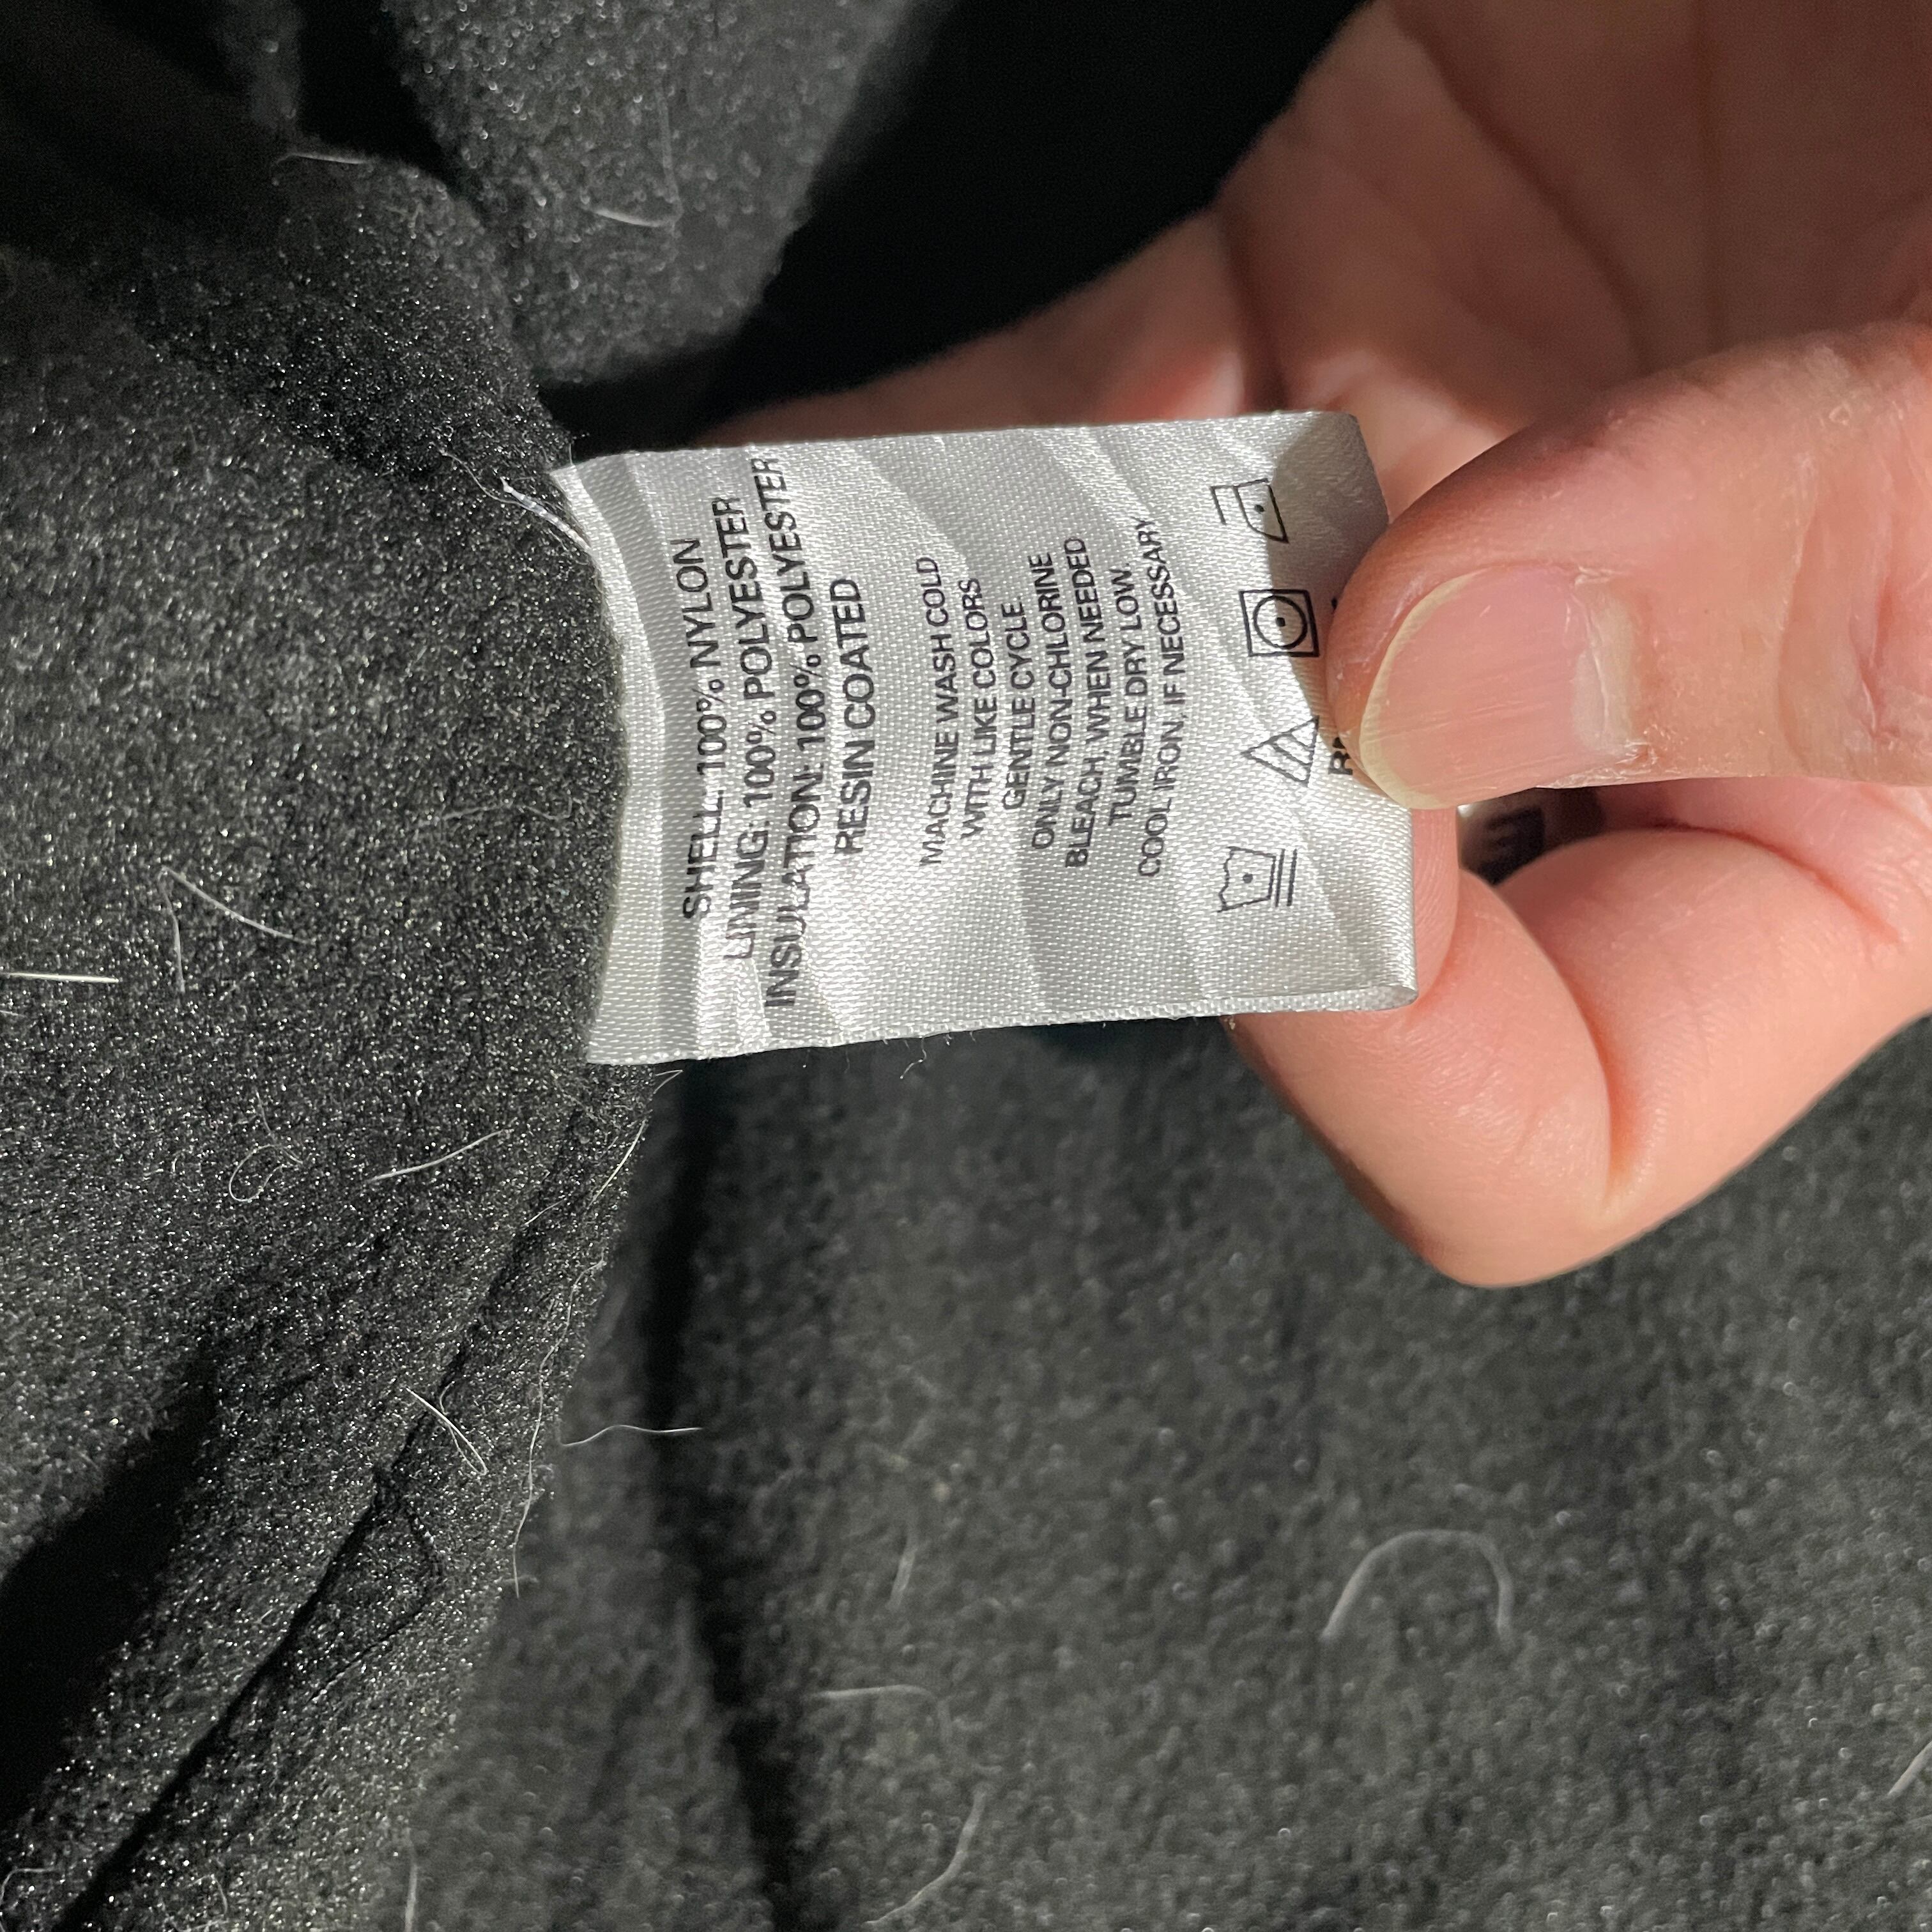 SHELL: 100% NYLON
LINING: 100% POLYESTER
INSULATION: 100% POLYESTER
RESIN COATED
MACHINE WASH COLD
WITH LIKE COLORS
GENTLE CYCLE
ONLY NON-CHLORINE
BLEACH, WHEN NEEDED
TUMBLE DRY LOW
COOL IRON, IF NECESSARY